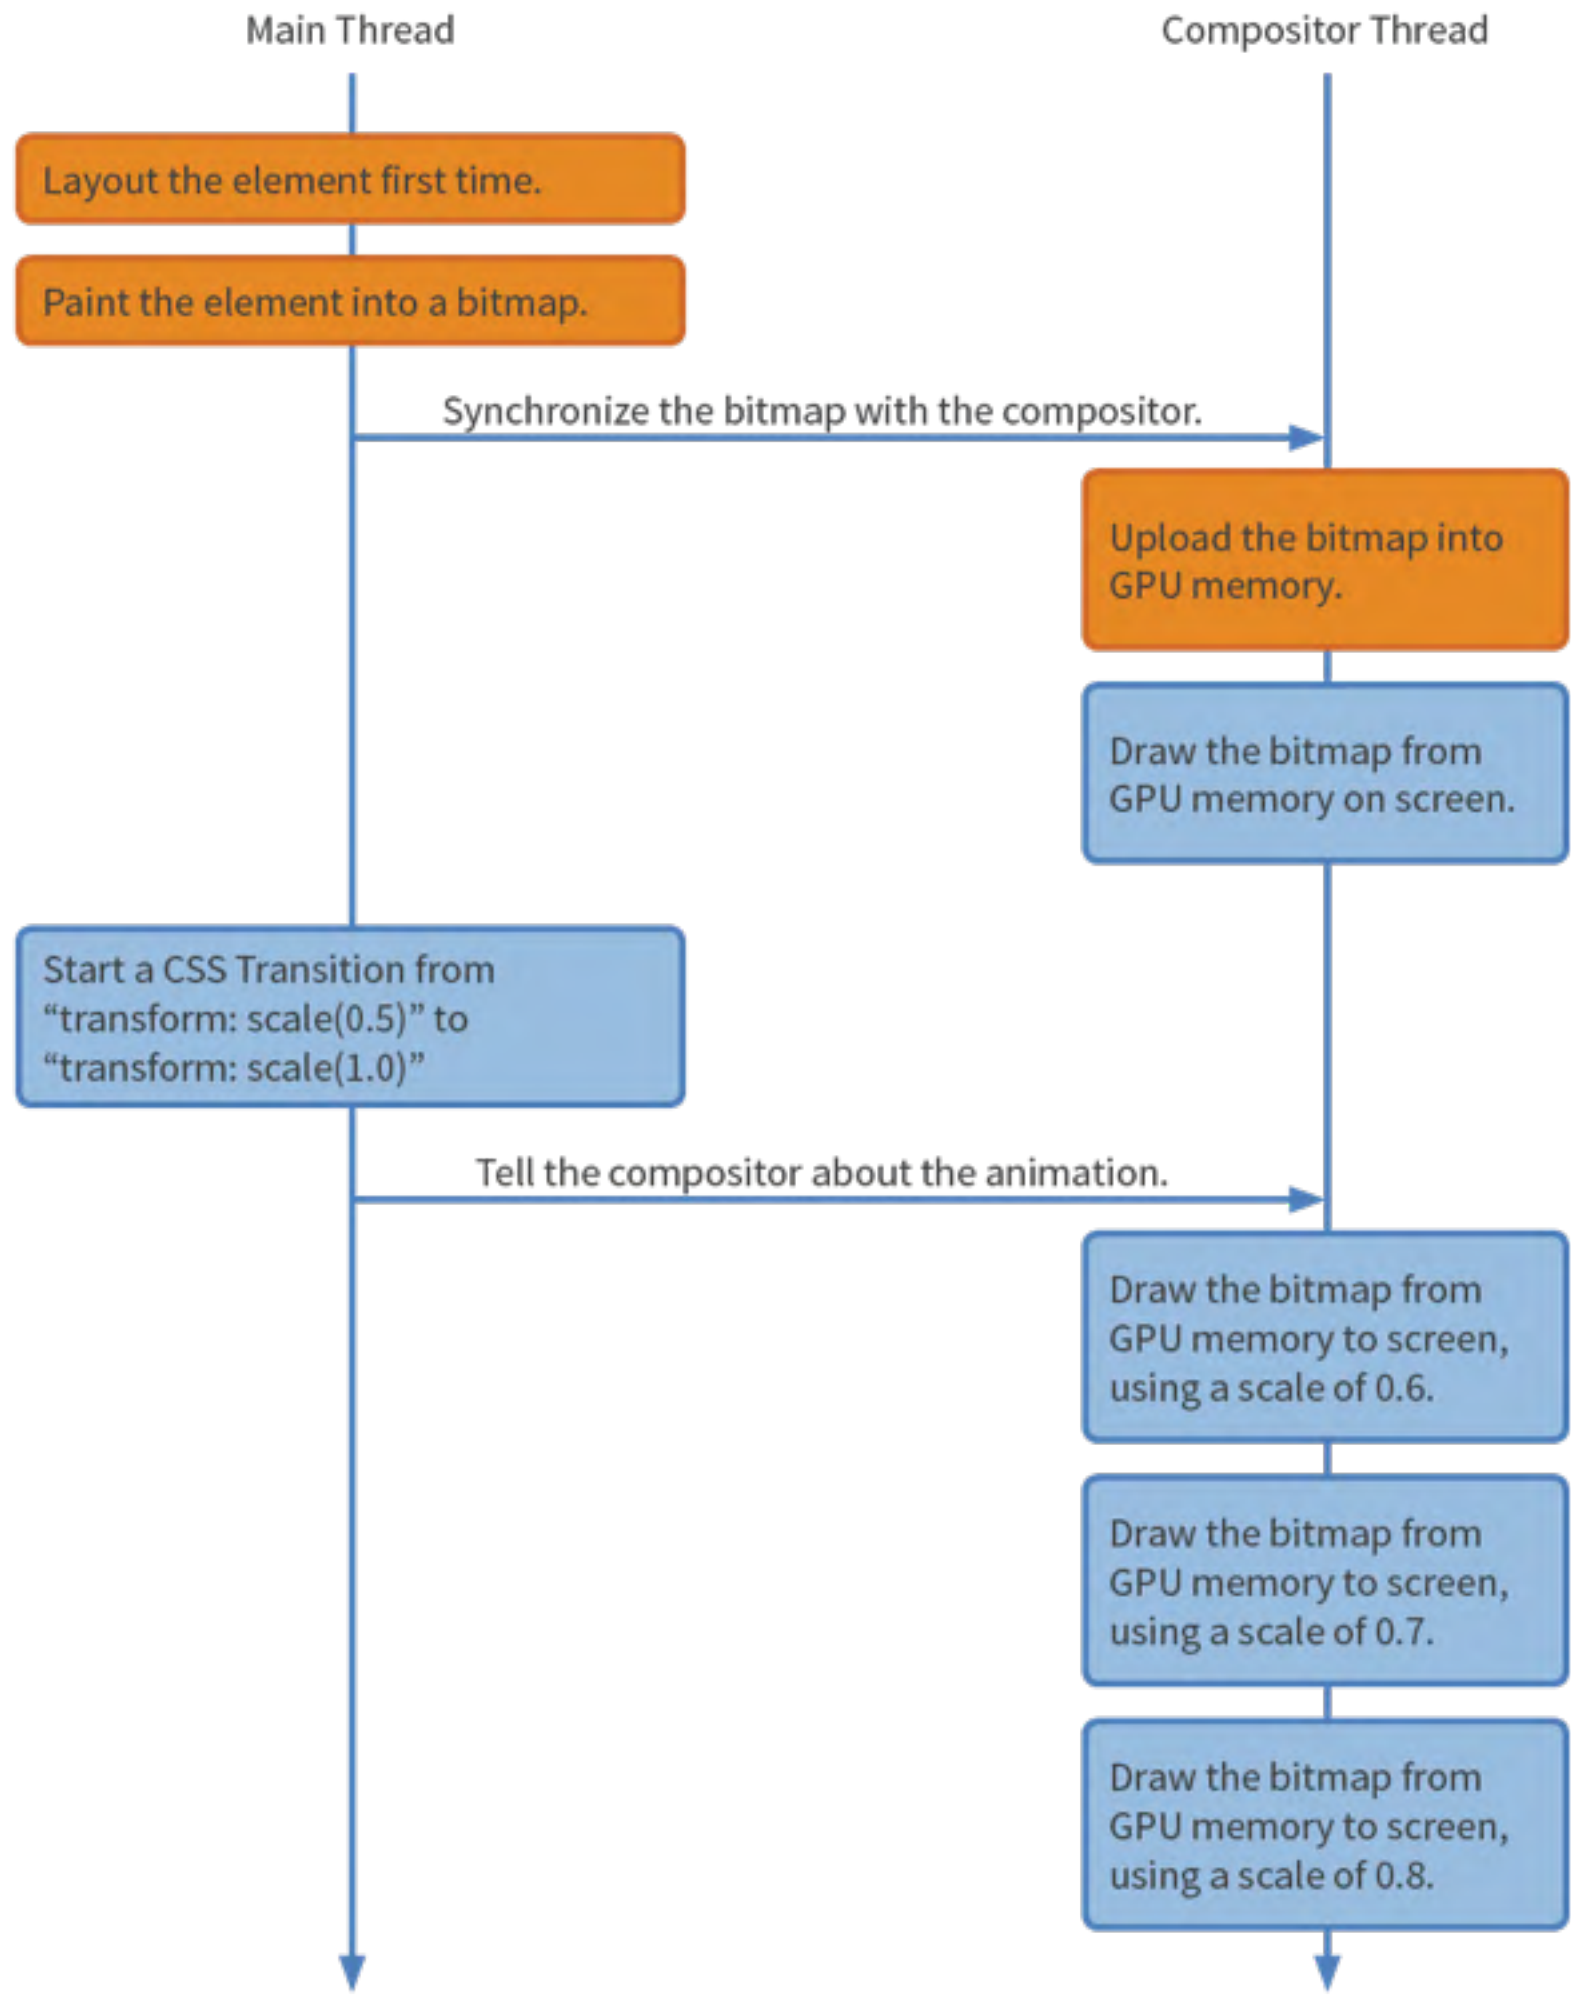 Main Thread
Compositor Thread
Layout the element first time.
Paint the element into a bitmap.
Synchronize the bitmap with the compositor.
Upload the bitmap into
GPU memory.
Draw the bitmap from
GPU memory on screen.
Start a CSS Transition from
“transform: scale(0.5)” to
“transform: scale(1.0)”
Tell the compositor about the animation.
Draw the bitmap from
GPU memory to screen,
using a scale of 0.6.
Draw the bitmap from
GPU memory to screen,
using a scale of 0.7.
Draw the bitmap from
GPU memory to screen,
using a scale of 0.8.